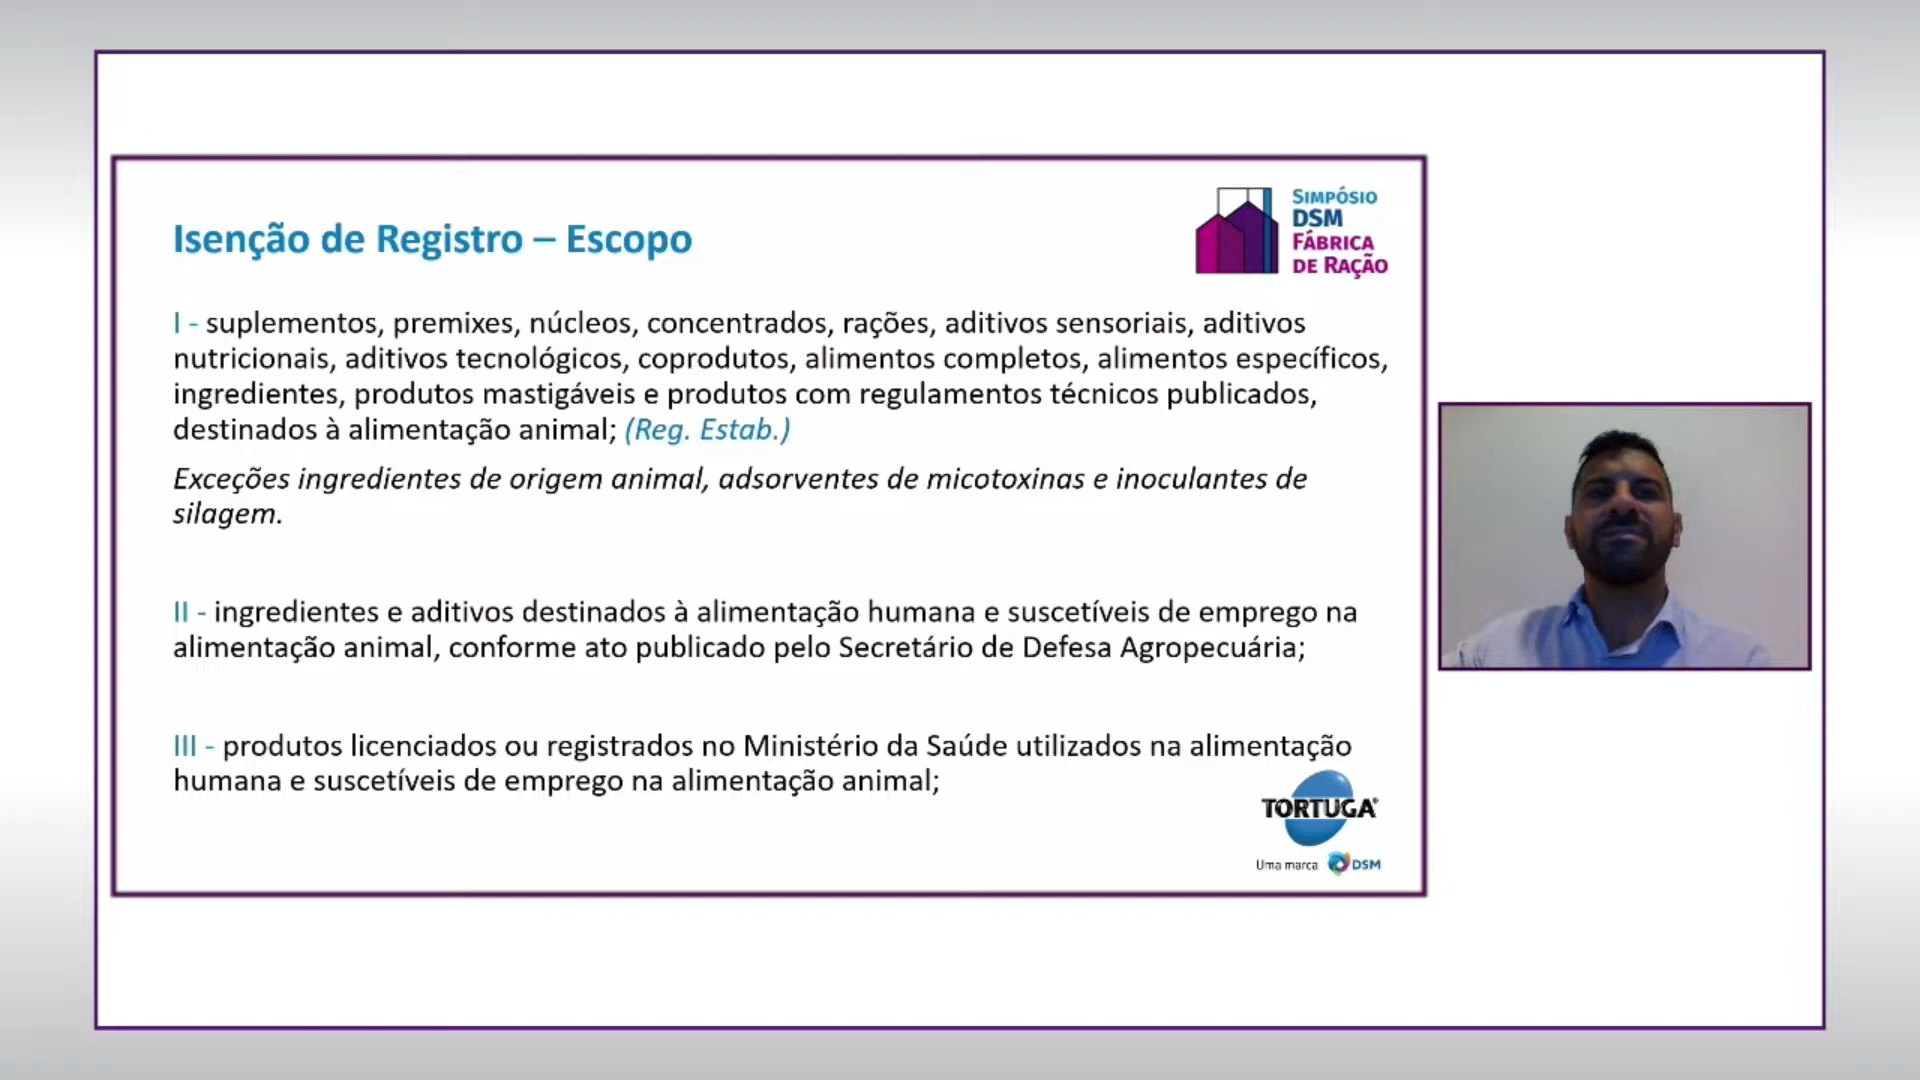 Isenção de Registro – Escopo
SIMPÓSIO
DSM
FÁBRICA
DE RAÇÃO
I - suplementos, premixes, núcleos, concentrados, rações, aditivos sensoriais, aditivos
nutricionais, aditivos tecnológicos, coprodutos, alimentos completos, alimentos específicos,
ingredientes, produtos mastigáveis e produtos com regulamentos técnicos publicados,
destinados à alimentação animal; (Reg. Estab.)
Exceções ingredientes de origem animal, adsorventes de micotoxinas e inoculantes de
silagem.
II - ingredientes e aditivos destinados à alimentação humana e suscetíveis de emprego na
alimentação animal, conforme ato publicado pelo Secretário de Defesa Agropecuária;
III - produtos licenciados ou registrados no Ministério da Saúde utilizados na alimentação
humana e suscetíveis de emprego na alimentação animal;
TORTUGA®
Uma marca DSM